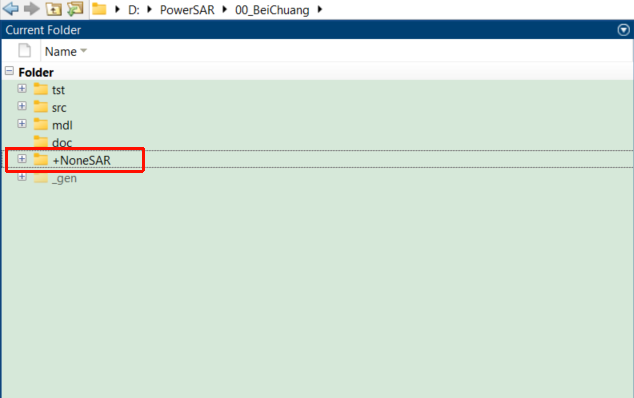 D: PowerSAR 00_BeiChuang
Current Folder
Name
Folder
tst
src
mdl
doc
+NoneSAR
_gen